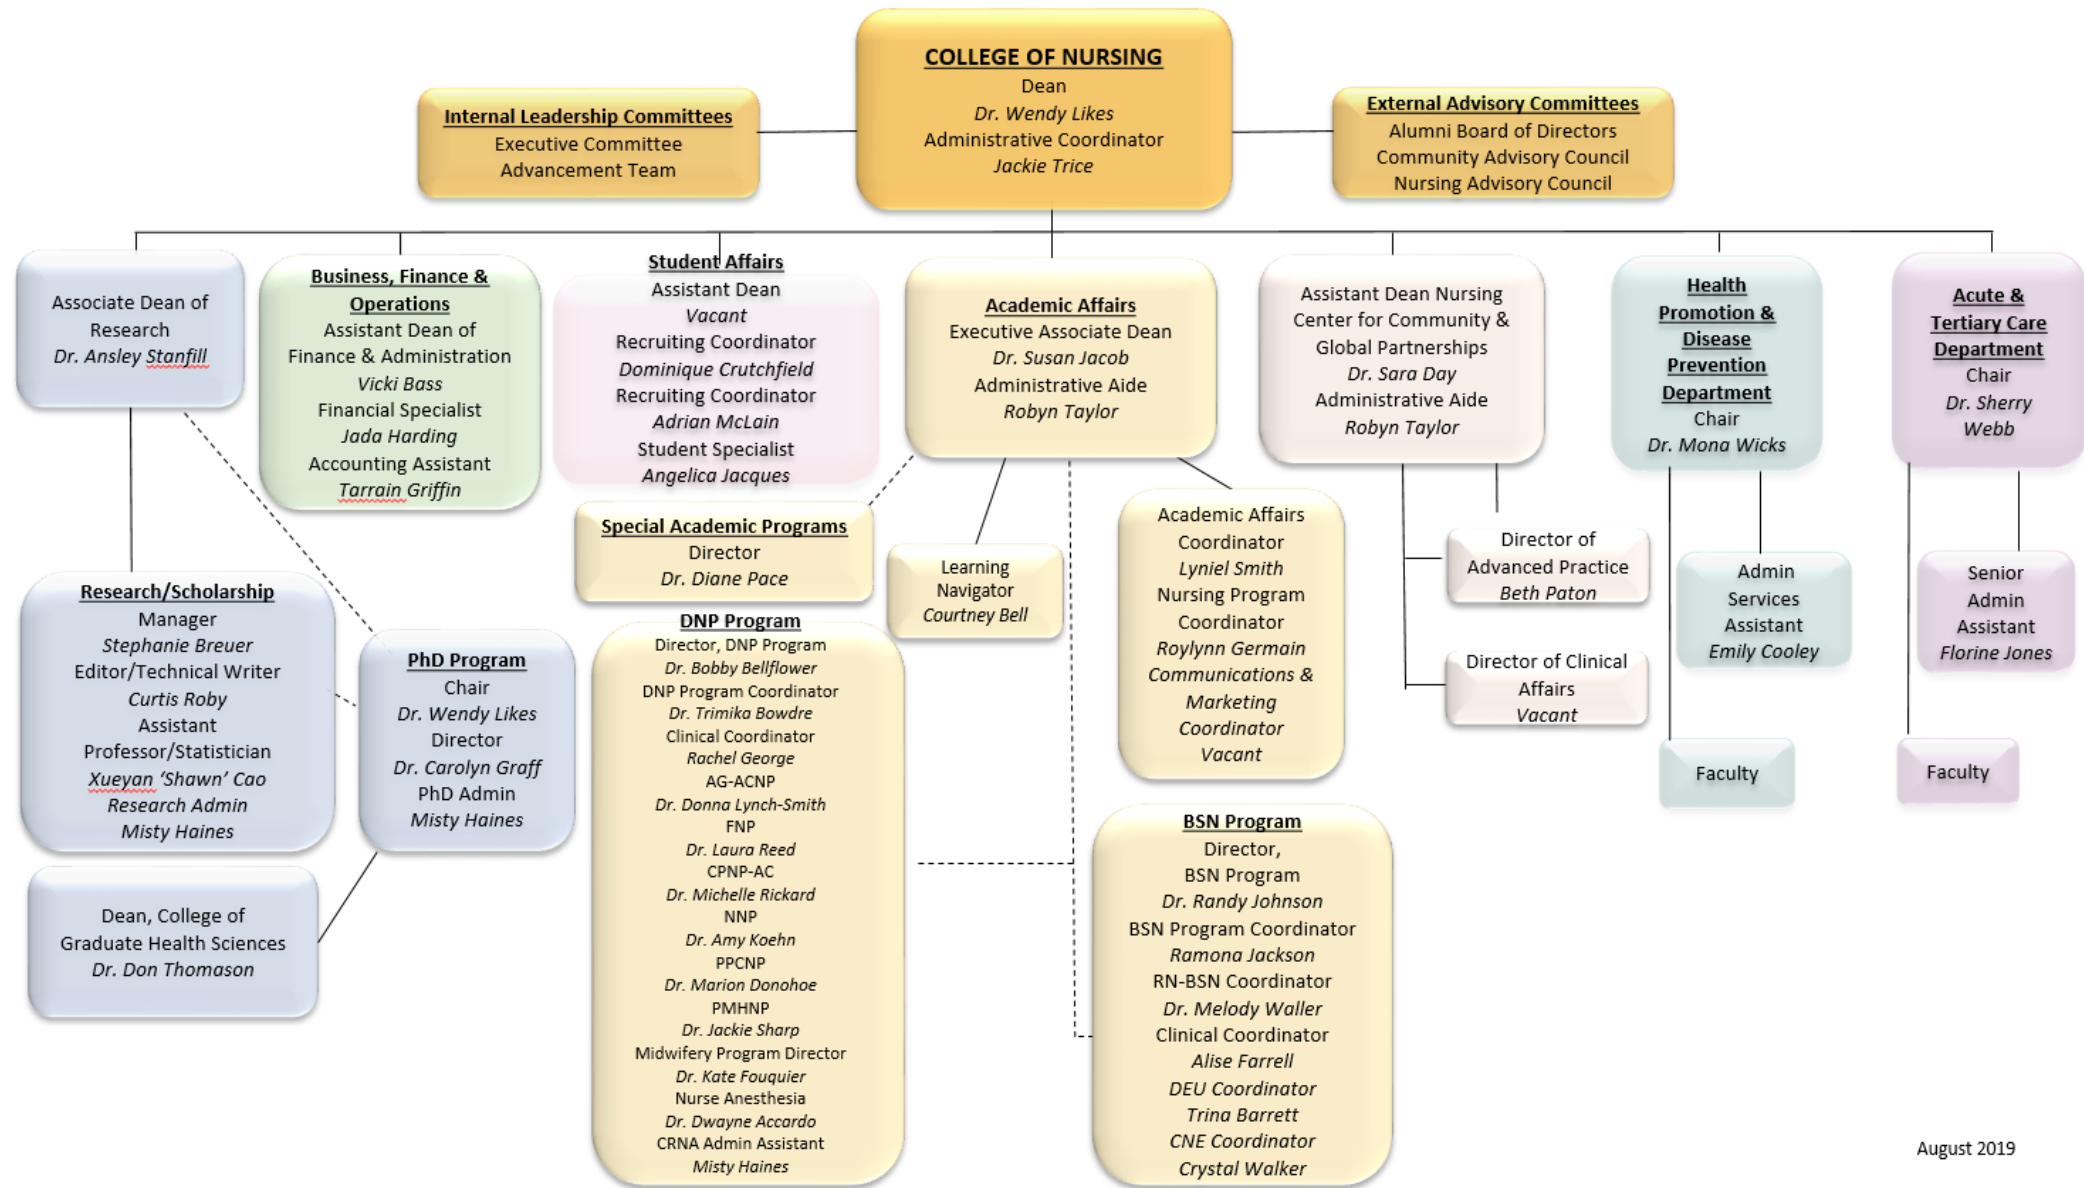 COLLEGE OF NURSING
Dean
Dr. Wendy Likes
Administrative Coordinator
Jackie Trice
Internal Leadership Committees
Executive Committee
Advancement Team
External Advisory Committees
Alumni Board of Directors
Community Advisory Council
Nursing Advisory Council
Associate Dean of
Research
Dr. Ansley Stanfill
Business, Finance &
Operations
Assistant Dean of
Finance & Administration
Vicki Bass
Financial Specialist
Jada Harding
Accounting Assistant
Tarrain Griffin
Student Affairs
Assistant Dean
Vacant
Recruiting Coordinator
Dominique Crutchfield
Recruiting Coordinator
Adrian McLain
Student Specialist
Angelica Jacques
Academic Affairs
Executive Associate Dean
Dr. Susan Jacob
Administrative Aide
Robyn Taylor
Assistant Dean Nursing
Center for Community &
Global Partnerships
Dr. Sara Day
Administrative Aide
Robyn Taylor
Health
Promotion &
Disease
Prevention
Department
Chair
Dr. Mona Wicks
Acute &
Tertiary Care
Department
Chair
Dr. Sherry
Webb
Research/Scholarship
Manager
Stephanie Breuer
Editor/Technical Writer
Curtis Roby
Assistant
Professor/Statistician
Xueyan ‘Shawn’ Cao
Research Admin
Misty Haines
PhD Program
Chair
Dr. Wendy Likes
Director
Dr. Carolyn Graff
PhD Admin
Misty Haines
Dean, College of
Graduate Health Sciences
Dr. Don Thomason
Special Academic Programs
Director
Dr. Diane Pace
DNP Program
Director, DNP Program
Dr. Bobby Bellflower
DNP Program Coordinator
Dr. Trimika Bowdre
Clinical Coordinator
Rachel George
AG-ACNP
Dr. Donna Lynch-Smith
FNP
Dr. Laura Reed
CPNP-AC
Dr. Michelle Rickard
NNP
Dr. Amy Koehn
PPCNP
Dr. Marion Donohoe
PMHNP
Dr. Jackie Sharp
Midwifery Program Director
Dr. Kate Fouquier
Nurse Anesthesia
Dr. Dwayne Accardo
CRNA Admin Assistant
Misty Haines
Learning
Navigator
Courtney Bell
Academic Affairs
Coordinator
Lyniel Smith
Nursing Program
Coordinator
Roylynn Germain
Communications &
Marketing
Coordinator
Vacant
BSN Program
Director,
BSN Program
Dr. Randy Johnson
BSN Program Coordinator
Ramona Jackson
RN-BSN Coordinator
Dr. Melody Waller
Clinical Coordinator
Alise Farrell
DEU Coordinator
Trina Barrett
CNE Coordinator
Crystal Walker
Director of
Advanced Practice
Beth Paton
Director of Clinical
Affairs
Vacant
Admin
Services
Assistant
Emily Cooley
Faculty
Senior
Admin
Assistant
Florine Jones
Faculty
August 2019